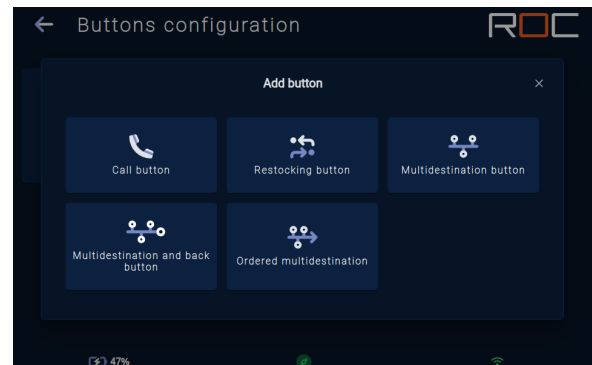 Buttons configuration
ROC
Add button
Call button
Restocking button
Multidestination button
Multidestination and back
button
Ordered multidestination
47%